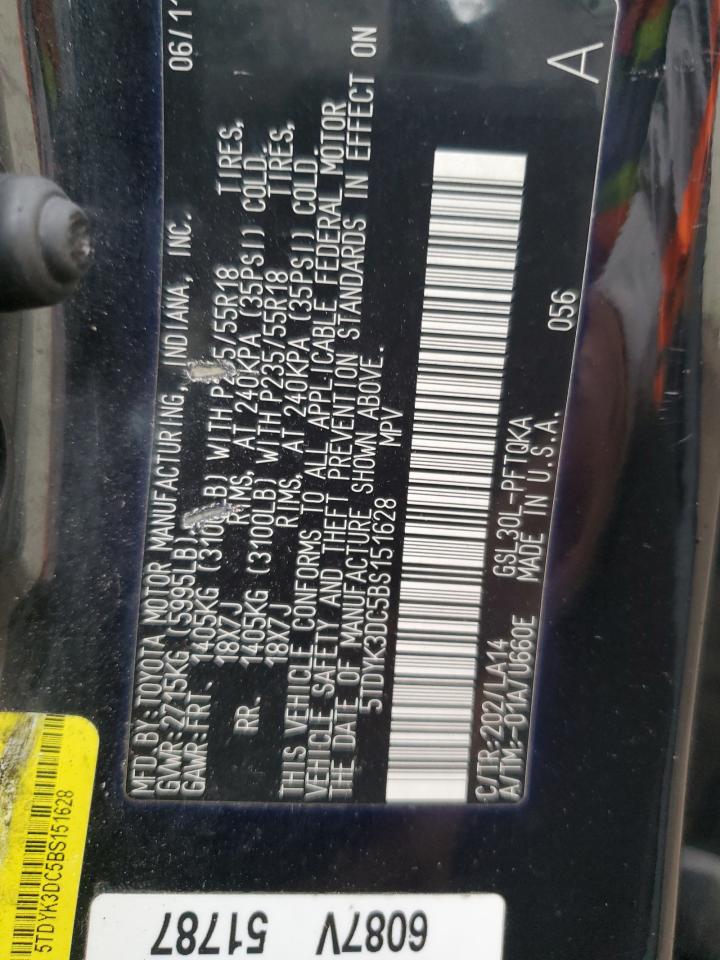 MFD.BY:TOYOTA MOTOR MANUFACTURING, INDIANA, INC. 06/11
GVWR:2715KG (5995LB)
GAWR:FRT. 1405KG (3100LB) WITH P235/55R18 TIRES,
18X7J RIMS, AT 240KPA (35PSI) COLD.
RR. 1405KG (3100LB) WITH P235/55R18 TIRES,
18X7J RIMS, AT 240KPA (35PSI) COLD.
THIS VEHICLE CONFORMS TO ALL APPLICABLE FEDERAL MOTOR
VEHICLE SAFETY AND THEFT PREVENTION STANDARDS IN EFFECT ON
THE DATE OF MANUFACTURE SHOWN ABOVE.
5TDYK3DC5BS151628 MPV
C/TR:202/LA14 GSL30L-PFTQKA
A/TM:-01A/U660E MADE IN U.S.A.
056
A
5TDYK3DC5BS151628
6087V
51787